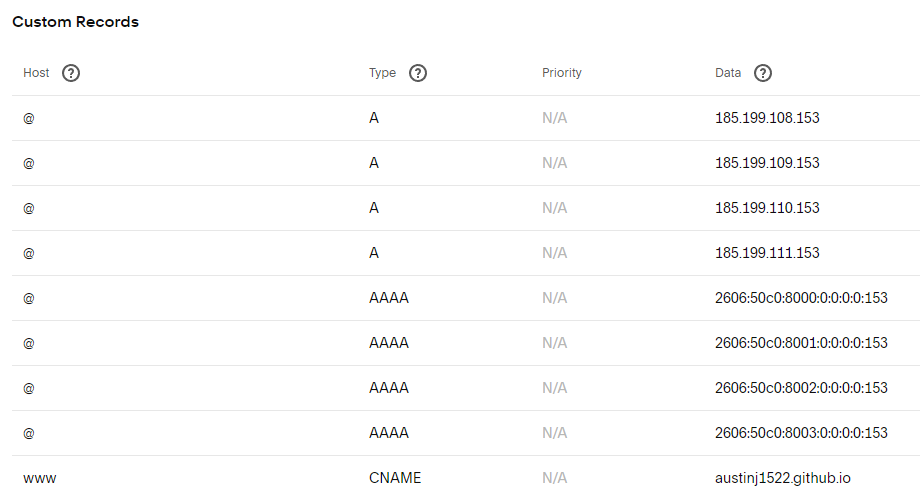 Custom Records
Host ? Type ? Priority Data ?
@ A N/A 185.199.108.153
@ A N/A 185.199.109.153
@ A N/A 185.199.110.153
@ A N/A 185.199.111.153
@ AAAA N/A 2606:50c0:8000:0:0:0:0:153
@ AAAA N/A 2606:50c0:8001:0:0:0:0:153
@ AAAA N/A 2606:50c0:8002:0:0:0:0:153
@ AAAA N/A 2606:50c0:8003:0:0:0:0:153
www CNAME N/A austinj1522.github.io